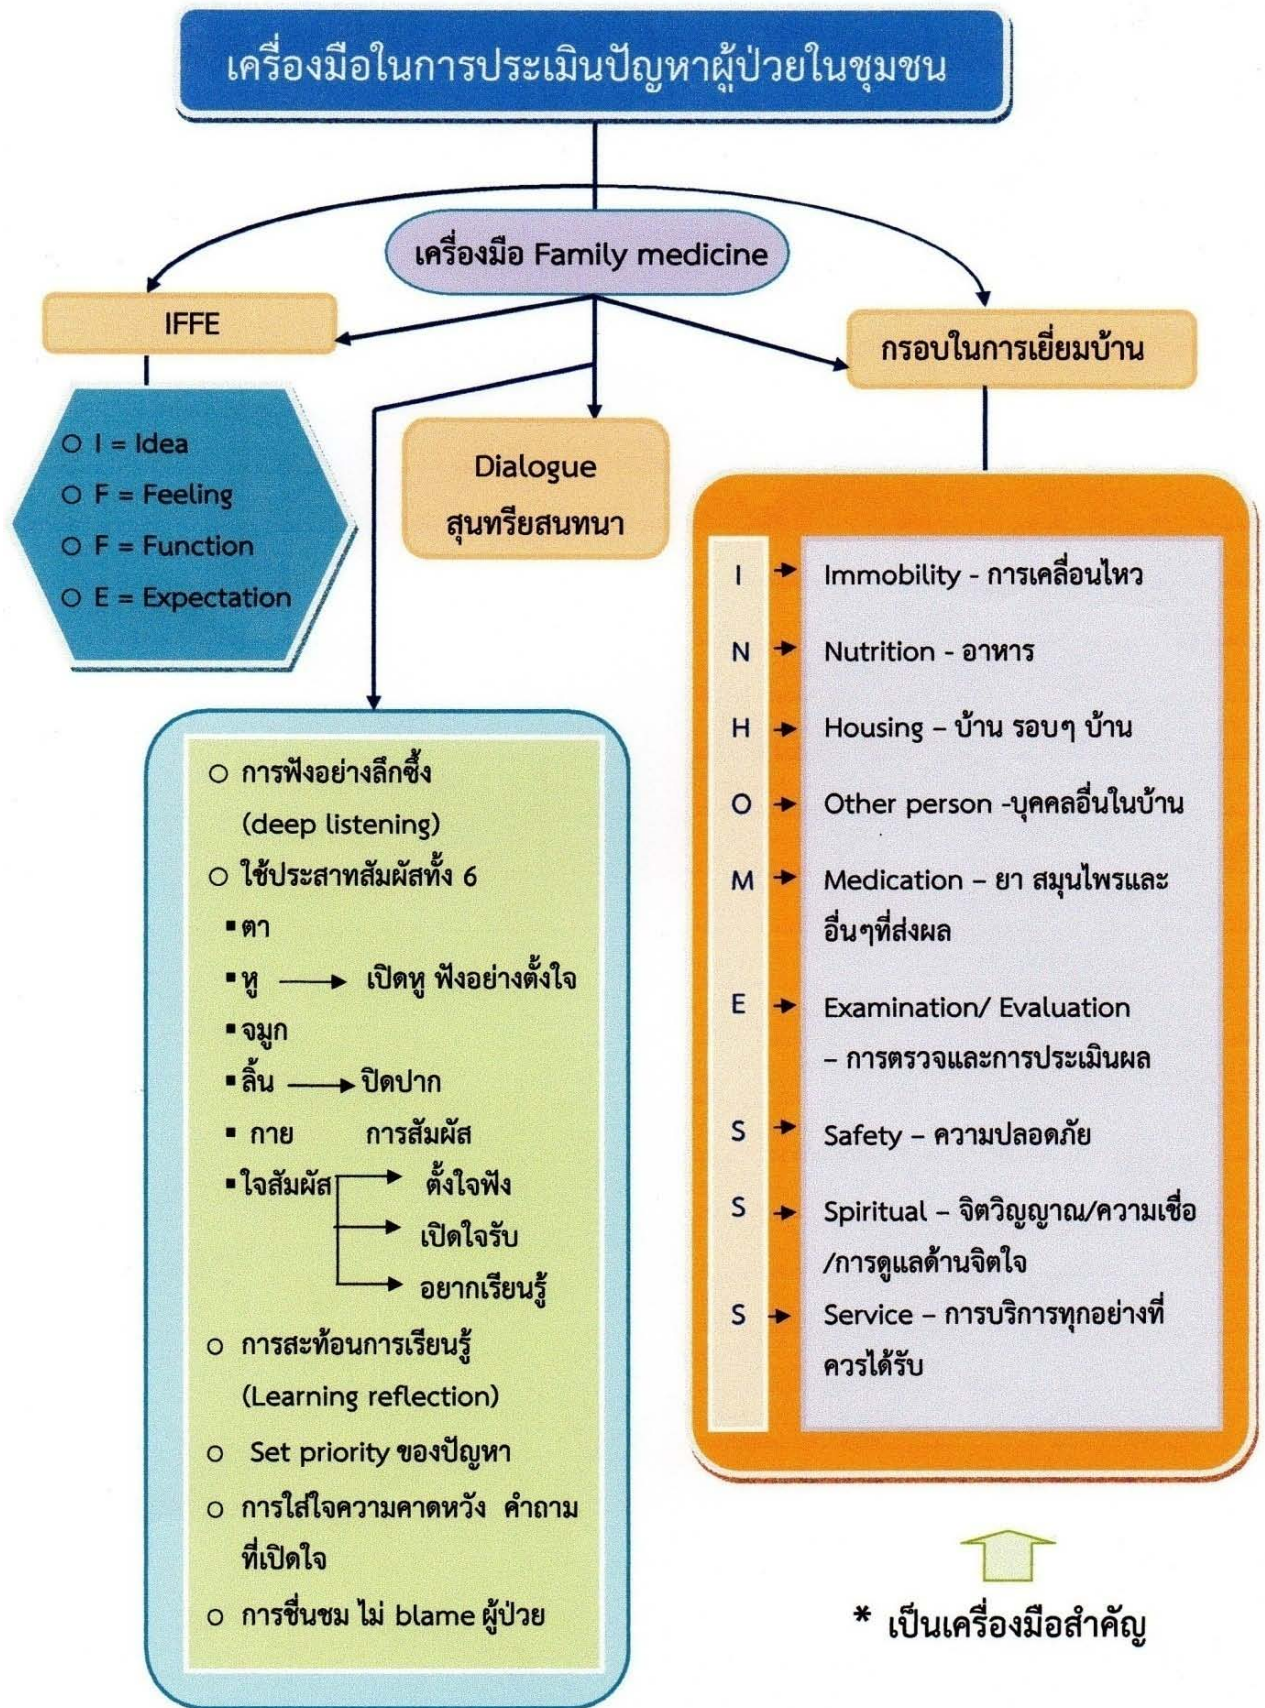 เครื่องมือในการประเมินปัญหาผู้ป่วยในชุมชน
เครื่องมือ Family medicine
IFFE
กรอบในการเยี่ยมบ้าน
○ I = Idea
○ F = Feeling
○ F = Function
○ E = Expectation
Dialogue
สุนทรียสนทนา
○ การฟังอย่างลึกซึ้ง
(deep listening)
○ ใช้ประสาทสัมผัสทั้ง 6
▪ ตา
▪ หู → เปิดหู ฟังอย่างตั้งใจ
▪ จมูก
▪ ลิ้น → ปิดปาก
▪ กาย การสัมผัส
▪ ใจสัมผัส → ตั้งใจฟัง
→ เปิดใจรับ
→ อยากเรียนรู้
○ การสะท้อนการเรียนรู้
(Learning reflection)
○ Set priority ของปัญหา
○ การใส่ใจความคาดหวัง คำถาม
ที่เปิดใจ
○ การชื่นชม ไม่ blame ผู้ป่วย
I → Immobility - การเคลื่อนไหว
N → Nutrition - อาหาร
H → Housing – บ้าน รอบๆ บ้าน
O → Other person -บุคคลอื่นในบ้าน
M → Medication – ยา สมุนไพรและ
อื่นๆที่ส่งผล
E → Examination/ Evaluation
– การตรวจและการประเมินผล
S → Safety – ความปลอดภัย
S → Spiritual – จิตวิญญาณ/ความเชื่อ
/การดูแลด้านจิตใจ
S → Service – การบริการทุกอย่างที่
ควรได้รับ
* เป็นเครื่องมือสำคัญ